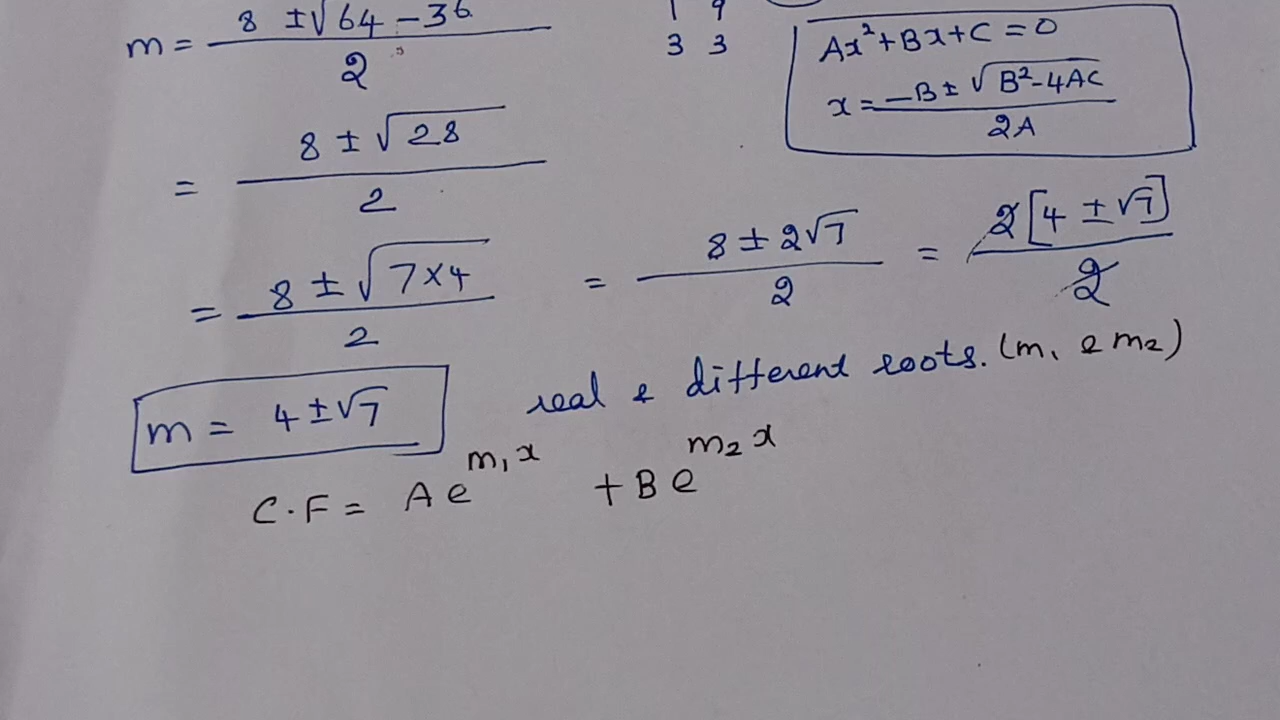 m = 8 ±√64 − 36 / 2
1 9
3 3
Ax²+Bx+C = 0
x = −B ± √B²−4AC / 2A
= 8 ± √28 / 2
= 8 ± √7×4 / 2 = 8 ± 2√7 / 2 = 2[4 ± √7] / 2
m = 4 ± √7 real & different roots. (m₁ & m₂)
C.F = A e^m₁x + B e^m₂x